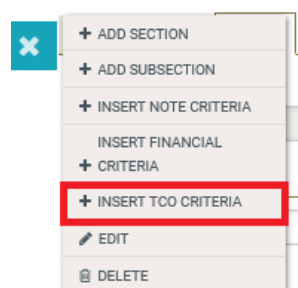 + ADD SECTION
+ ADD SUBSECTION
+ INSERT NOTE CRITERIA
INSERT FINANCIAL
+ CRITERIA
+ INSERT TCO CRITERIA
EDIT
DELETE